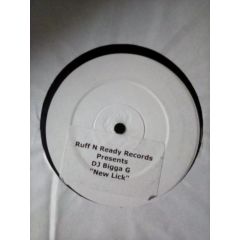 Ruff N Ready Records
Presents
DJ Bigga G
"New Lick"